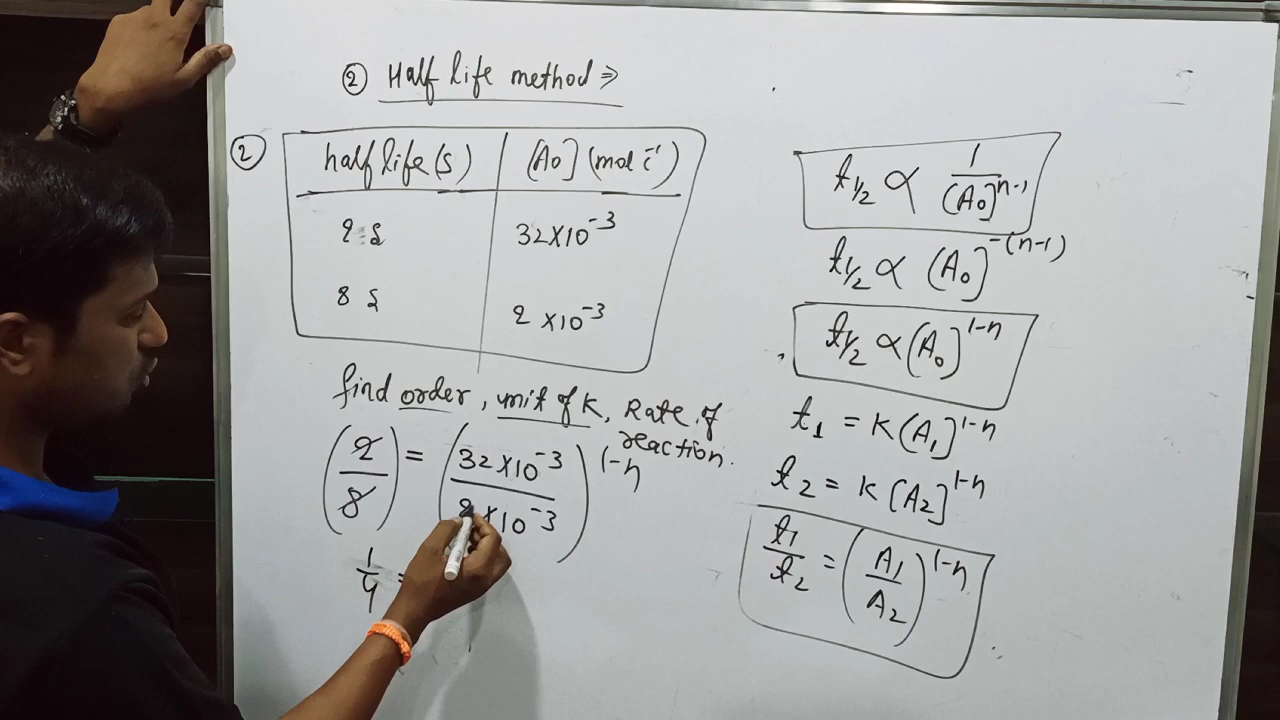 ② Half life method ⇒
②
half life (s) | [A₀] (mol L⁻¹)
2 s | 32×10⁻³
8 s | 2×10⁻³
find order, unit of K, Rate of
reaction.
(2/8) = (32×10⁻³/8×10⁻³)¹⁻ⁿ
1/4 =
t₁/₂ ∝ 1/[A₀]ⁿ⁻¹
t₁/₂ ∝ [A₀]⁻⁽ⁿ⁻¹⁾
t₁/₂ ∝ [A₀]¹⁻ⁿ
t₁ = K[A₁]¹⁻ⁿ
t₂ = K[A₂]¹⁻ⁿ
t₁/t₂ = (A₁/A₂)¹⁻ⁿ